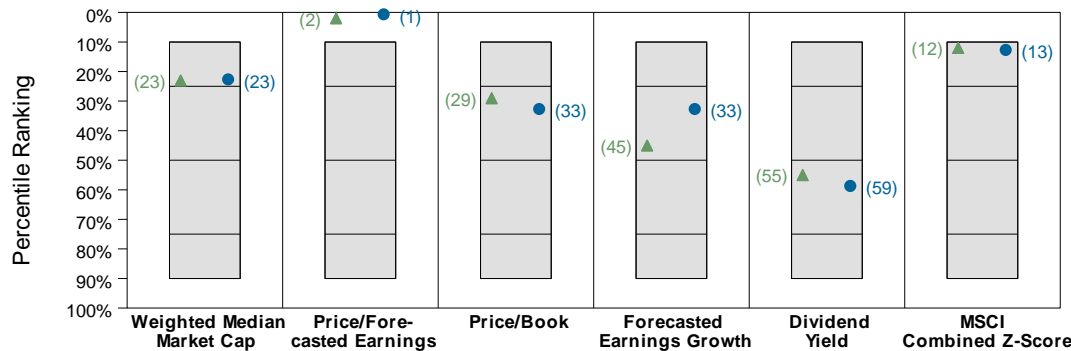 Percentile Ranking
0%
10%
20%
30%
40%
50%
60%
70%
80%
90%
100%
(23)
(23)
(2)
(1)
(29)
(33)
(45)
(33)
(55)
(59)
(12)
(13)
Weighted Median
Market Cap
Price/Fore-
casted Earnings
Price/Book
Forecasted
Earnings Growth
Dividend
Yield
MSCI
Combined Z-Score